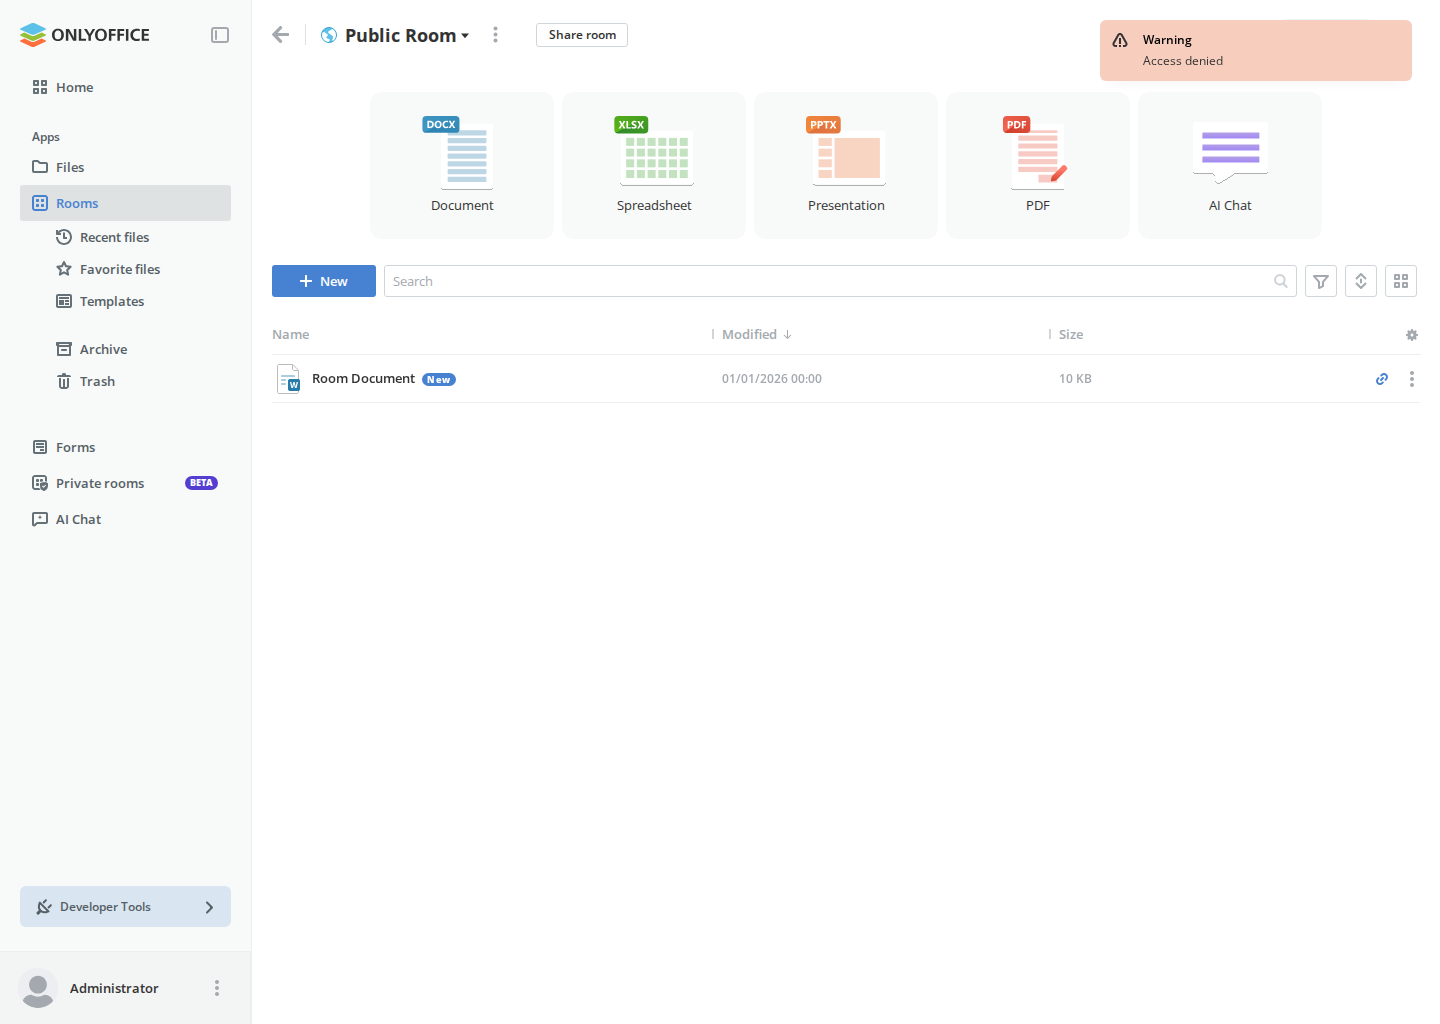 ONLYOFFICE
Home
Apps
Files
Rooms
Recent files
Favorite files
Templates
Archive
Trash
Forms
Private rooms BETA
AI Chat
Developer Tools
Administrator
Public Room
Share room
Warning
Access denied
DOCX
Document
XLSX
Spreadsheet
PPTX
Presentation
PDF
PDF
AI Chat
New
Search
Name Modified Size
Room Document New 01/01/2026 00:00 10 KB
W